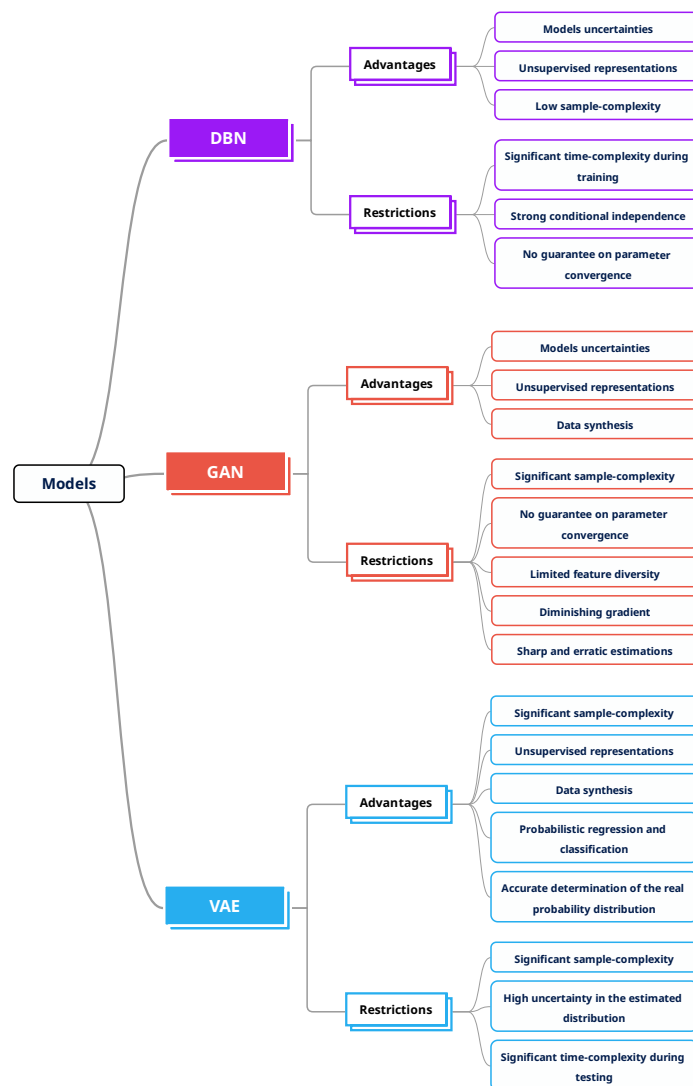 Models
DBN
Advantages
Models uncertainties
Unsupervised representations
Low sample-complexity
Restrictions
Significant time-complexity during
training
Strong conditional independence
No guarantee on parameter
convergence
GAN
Advantages
Models uncertainties
Unsupervised representations
Data synthesis
Restrictions
Significant sample-complexity
No guarantee on parameter
convergence
Limited feature diversity
Diminishing gradient
Sharp and erratic estimations
VAE
Advantages
Significant sample-complexity
Unsupervised representations
Data synthesis
Probabilistic regression and
classification
Accurate determination of the real
probability distribution
Restrictions
Significant sample-complexity
High uncertainty in the estimated
distribution
Significant time-complexity during
testing